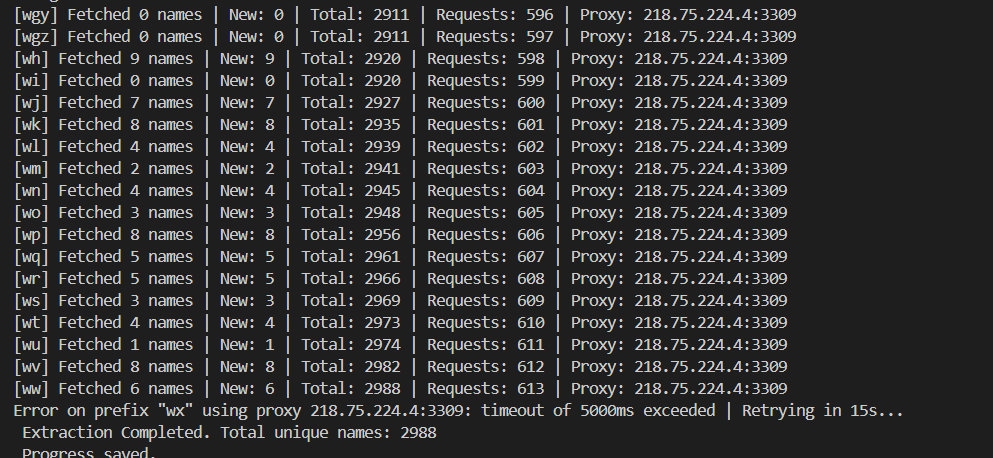 [wgy] Fetched 0 names | New: 0 | Total: 2911 | Requests: 596 | Proxy: 218.75.224.4:3309
[wgz] Fetched 0 names | New: 0 | Total: 2911 | Requests: 597 | Proxy: 218.75.224.4:3309
[wh] Fetched 9 names | New: 9 | Total: 2920 | Requests: 598 | Proxy: 218.75.224.4:3309
[wi] Fetched 0 names | New: 0 | Total: 2920 | Requests: 599 | Proxy: 218.75.224.4:3309
[wj] Fetched 7 names | New: 7 | Total: 2927 | Requests: 600 | Proxy: 218.75.224.4:3309
[wk] Fetched 8 names | New: 8 | Total: 2935 | Requests: 601 | Proxy: 218.75.224.4:3309
[wl] Fetched 4 names | New: 4 | Total: 2939 | Requests: 602 | Proxy: 218.75.224.4:3309
[wm] Fetched 2 names | New: 2 | Total: 2941 | Requests: 603 | Proxy: 218.75.224.4:3309
[wn] Fetched 4 names | New: 4 | Total: 2945 | Requests: 604 | Proxy: 218.75.224.4:3309
[wo] Fetched 3 names | New: 3 | Total: 2948 | Requests: 605 | Proxy: 218.75.224.4:3309
[wp] Fetched 8 names | New: 8 | Total: 2956 | Requests: 606 | Proxy: 218.75.224.4:3309
[wq] Fetched 5 names | New: 5 | Total: 2961 | Requests: 607 | Proxy: 218.75.224.4:3309
[wr] Fetched 5 names | New: 5 | Total: 2966 | Requests: 608 | Proxy: 218.75.224.4:3309
[ws] Fetched 3 names | New: 3 | Total: 2969 | Requests: 609 | Proxy: 218.75.224.4:3309
[wt] Fetched 4 names | New: 4 | Total: 2973 | Requests: 610 | Proxy: 218.75.224.4:3309
[wu] Fetched 1 names | New: 1 | Total: 2974 | Requests: 611 | Proxy: 218.75.224.4:3309
[wv] Fetched 8 names | New: 8 | Total: 2982 | Requests: 612 | Proxy: 218.75.224.4:3309
[ww] Fetched 6 names | New: 6 | Total: 2988 | Requests: 613 | Proxy: 218.75.224.4:3309
Error on prefix "wx" using proxy 218.75.224.4:3309: timeout of 5000ms exceeded | Retrying in 15s...
Extraction Completed. Total unique names: 2988
Progress saved.